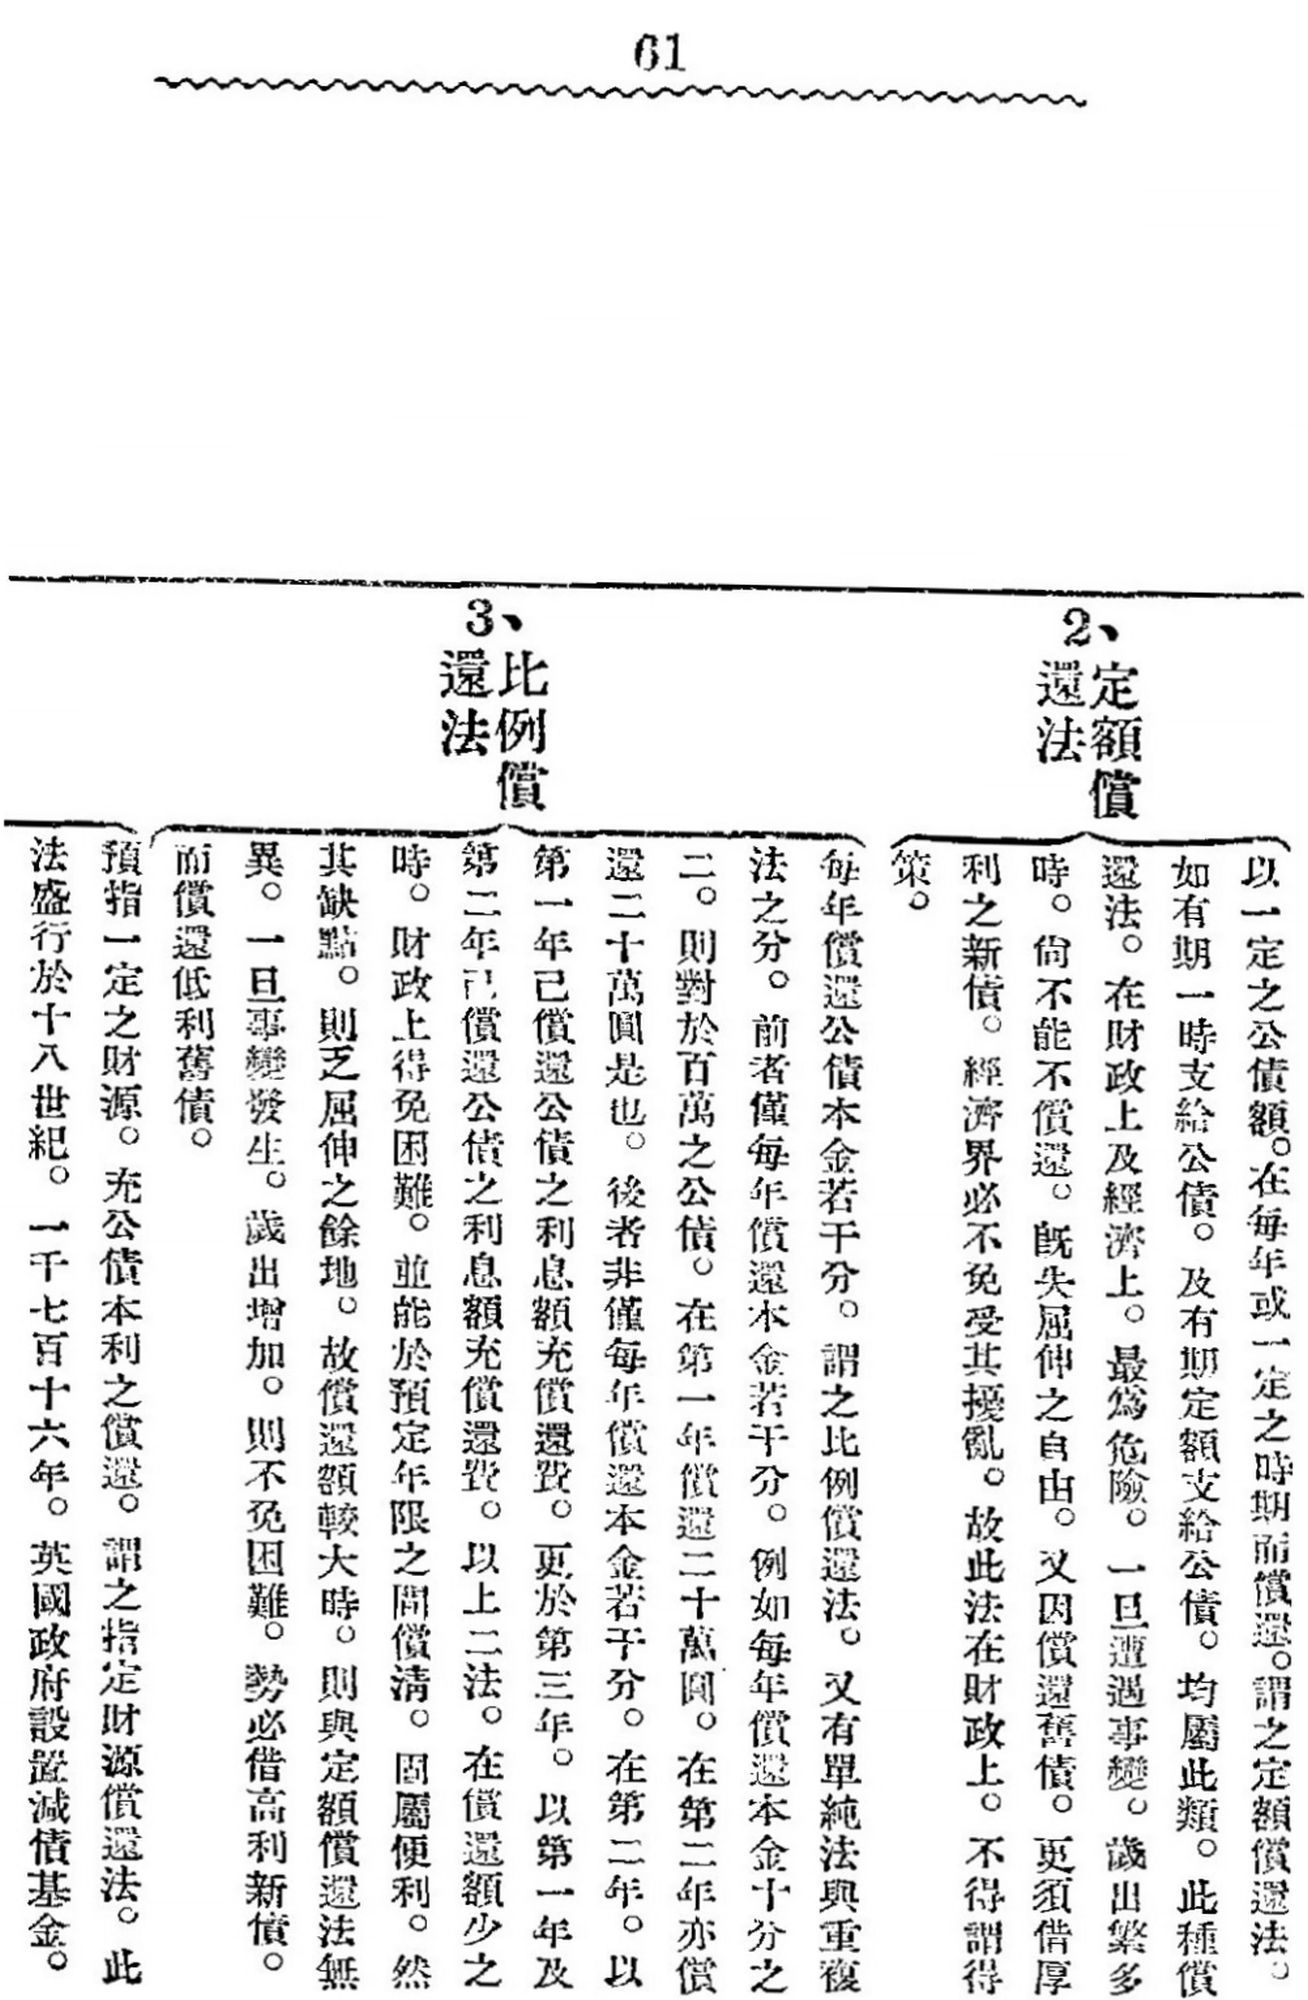 61
2、定額償
還法
以一定之公債額。在每年或一定之時期而償還。謂之定額償還法。
如有期一時支給公債。及有期定額支給公債。均屬此類。此種償
還法。在財政上及經濟上。最為危險。一旦遭遇事變。歲出繁多
時。尙不能不償還。旣失屈伸之自由。又因償還舊債。更須借厚
利之新債。經濟界必不免受其擾亂。故此法在財政上。不得謂得
策。
3、比例償
還法
每年償還公債本金若干分。謂之比例償還法。又有單純法與重複
法之分。前者僅每年償還本金若干分。例如每年償還本金十分之
二。則對於百萬之公債。在第一年償還二十萬圓。在第二年亦償
還二十萬圓是也。後者非僅每年償還本金若干分。在第二年。以
第一年已償還公債之利息額充償還費。更於第三年。以第一年及
第二年已償還公債之利息額充償還費。以上二法。在償還額少之
時。財政上得免困難。並能於預定年限之間償清。固屬便利。然
其缺點。則乏屈伸之餘地。故償還額較大時。則與定額償還法無
異。一旦事變發生。歲出增加。則不免困難。勢必借高利新債。
而償還低利舊債。
預指一定之財源。充公債本利之償還。謂之指定財源償還法。此
法盛行於十八世紀。一千七百十六年。英國政府設置減債基金。